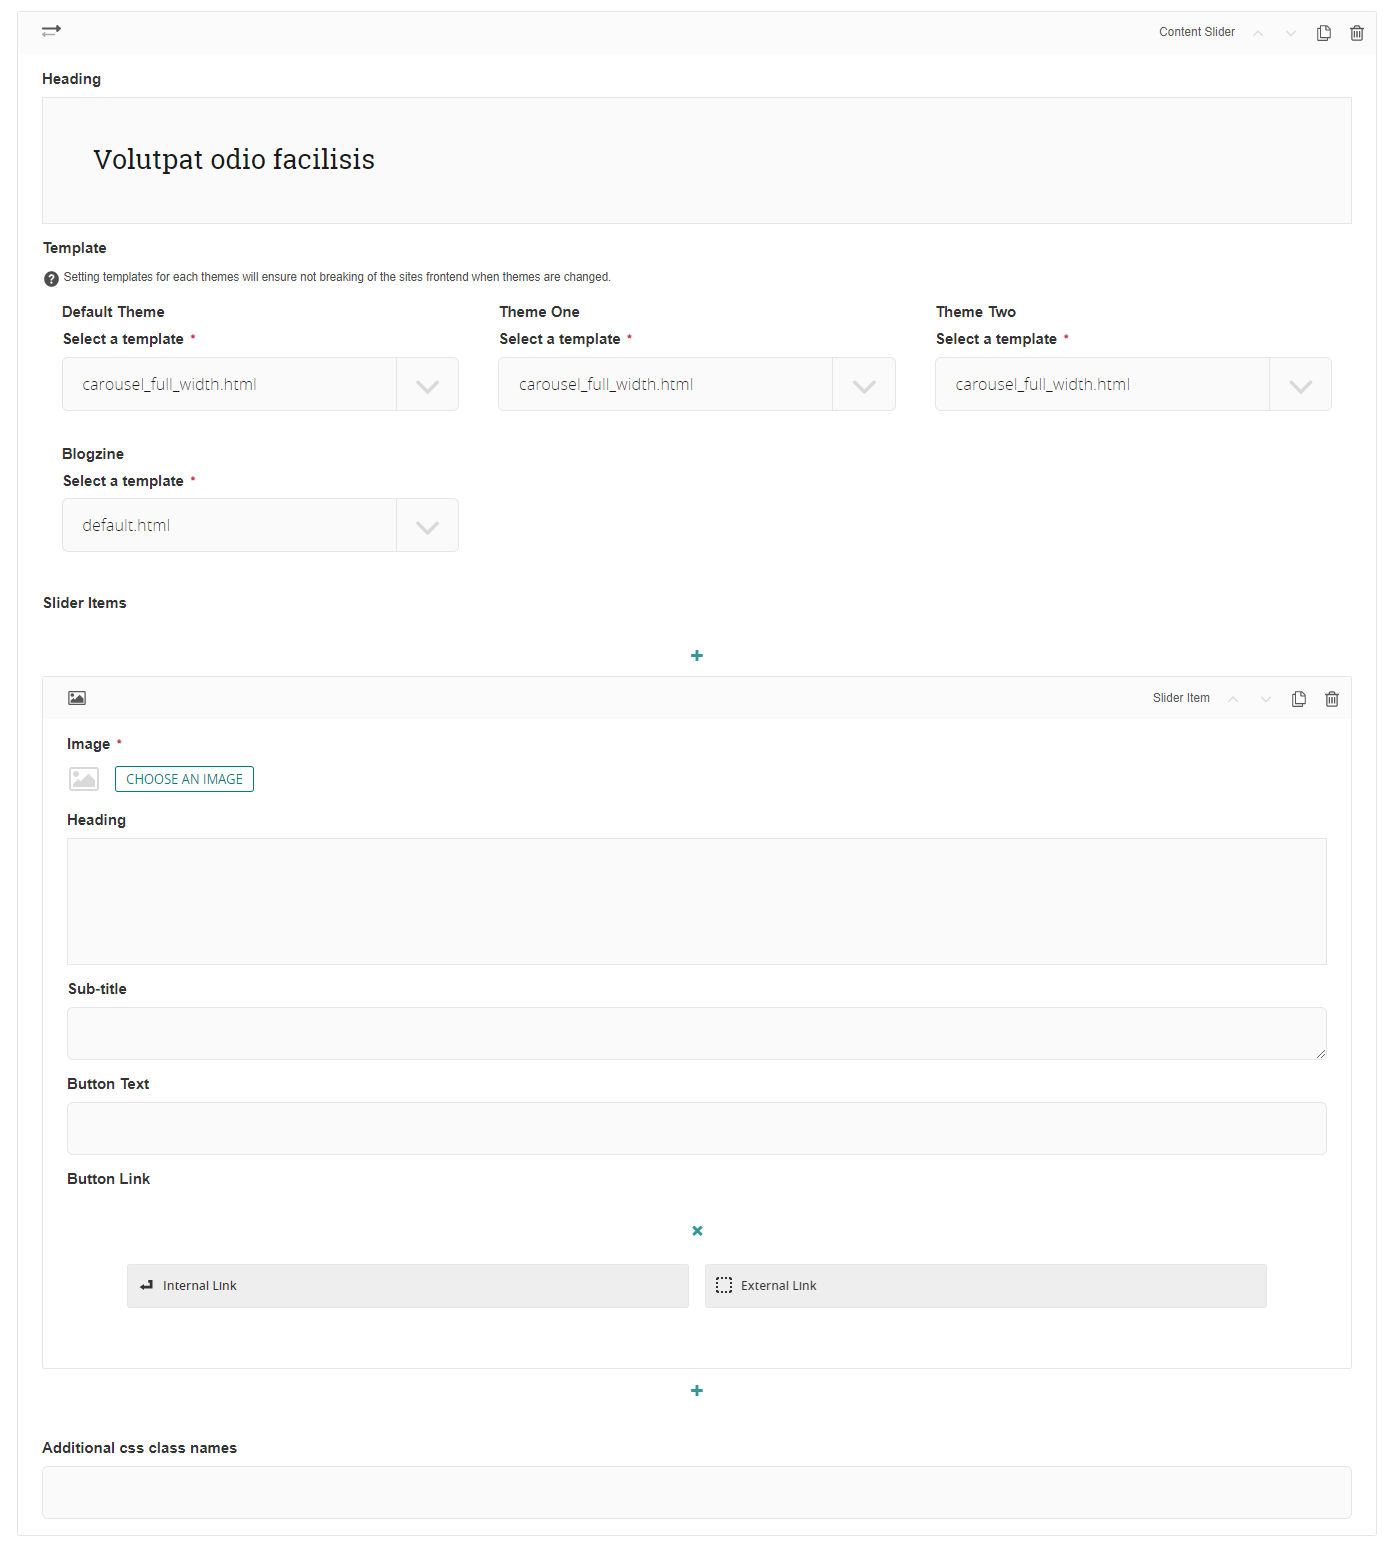 Content Slider
Heading
Volutpat odio facilisis
Template
Setting templates for each themes will ensure not breaking of the sites frontend when themes are changed.
Default Theme
Theme One
Theme Two
Select a template *
Select a template *
Select a template *
carousel_full_width.html
carousel_full_width.html
carousel_full_width.html
Blogzine
Select a template *
default.html
Slider Items
Slider Item
Image *
CHOOSE AN IMAGE
Heading
Sub-title
Button Text
Button Link
Internal Link
External Link
Additional css class names